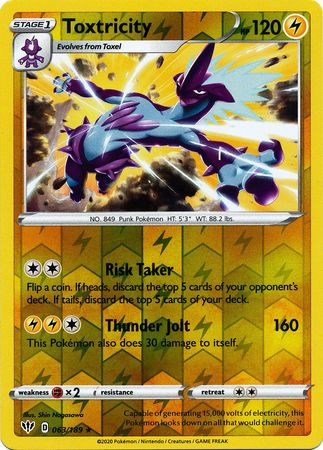 STAGE 1
Toxtricity
HP 120
Evolves from Toxel
NO. 849 Punk Pokémon HT: 5'3" WT: 88.2 lbs.
Risk Taker
Flip a coin. If heads, discard the top 5 cards of your opponent's
deck. If tails, discard the top 5 cards of your deck.
Thunder Jolt 160
This Pokémon also does 30 damage to itself.
weakness ×2 resistance retreat
Illus. Shin Nagasawa
D 063/189 ★
Capable of generating 15,000 volts of electricity, this
Pokémon looks down on all that would challenge it.
©2020 Pokémon / Nintendo / Creatures / GAME FREAK